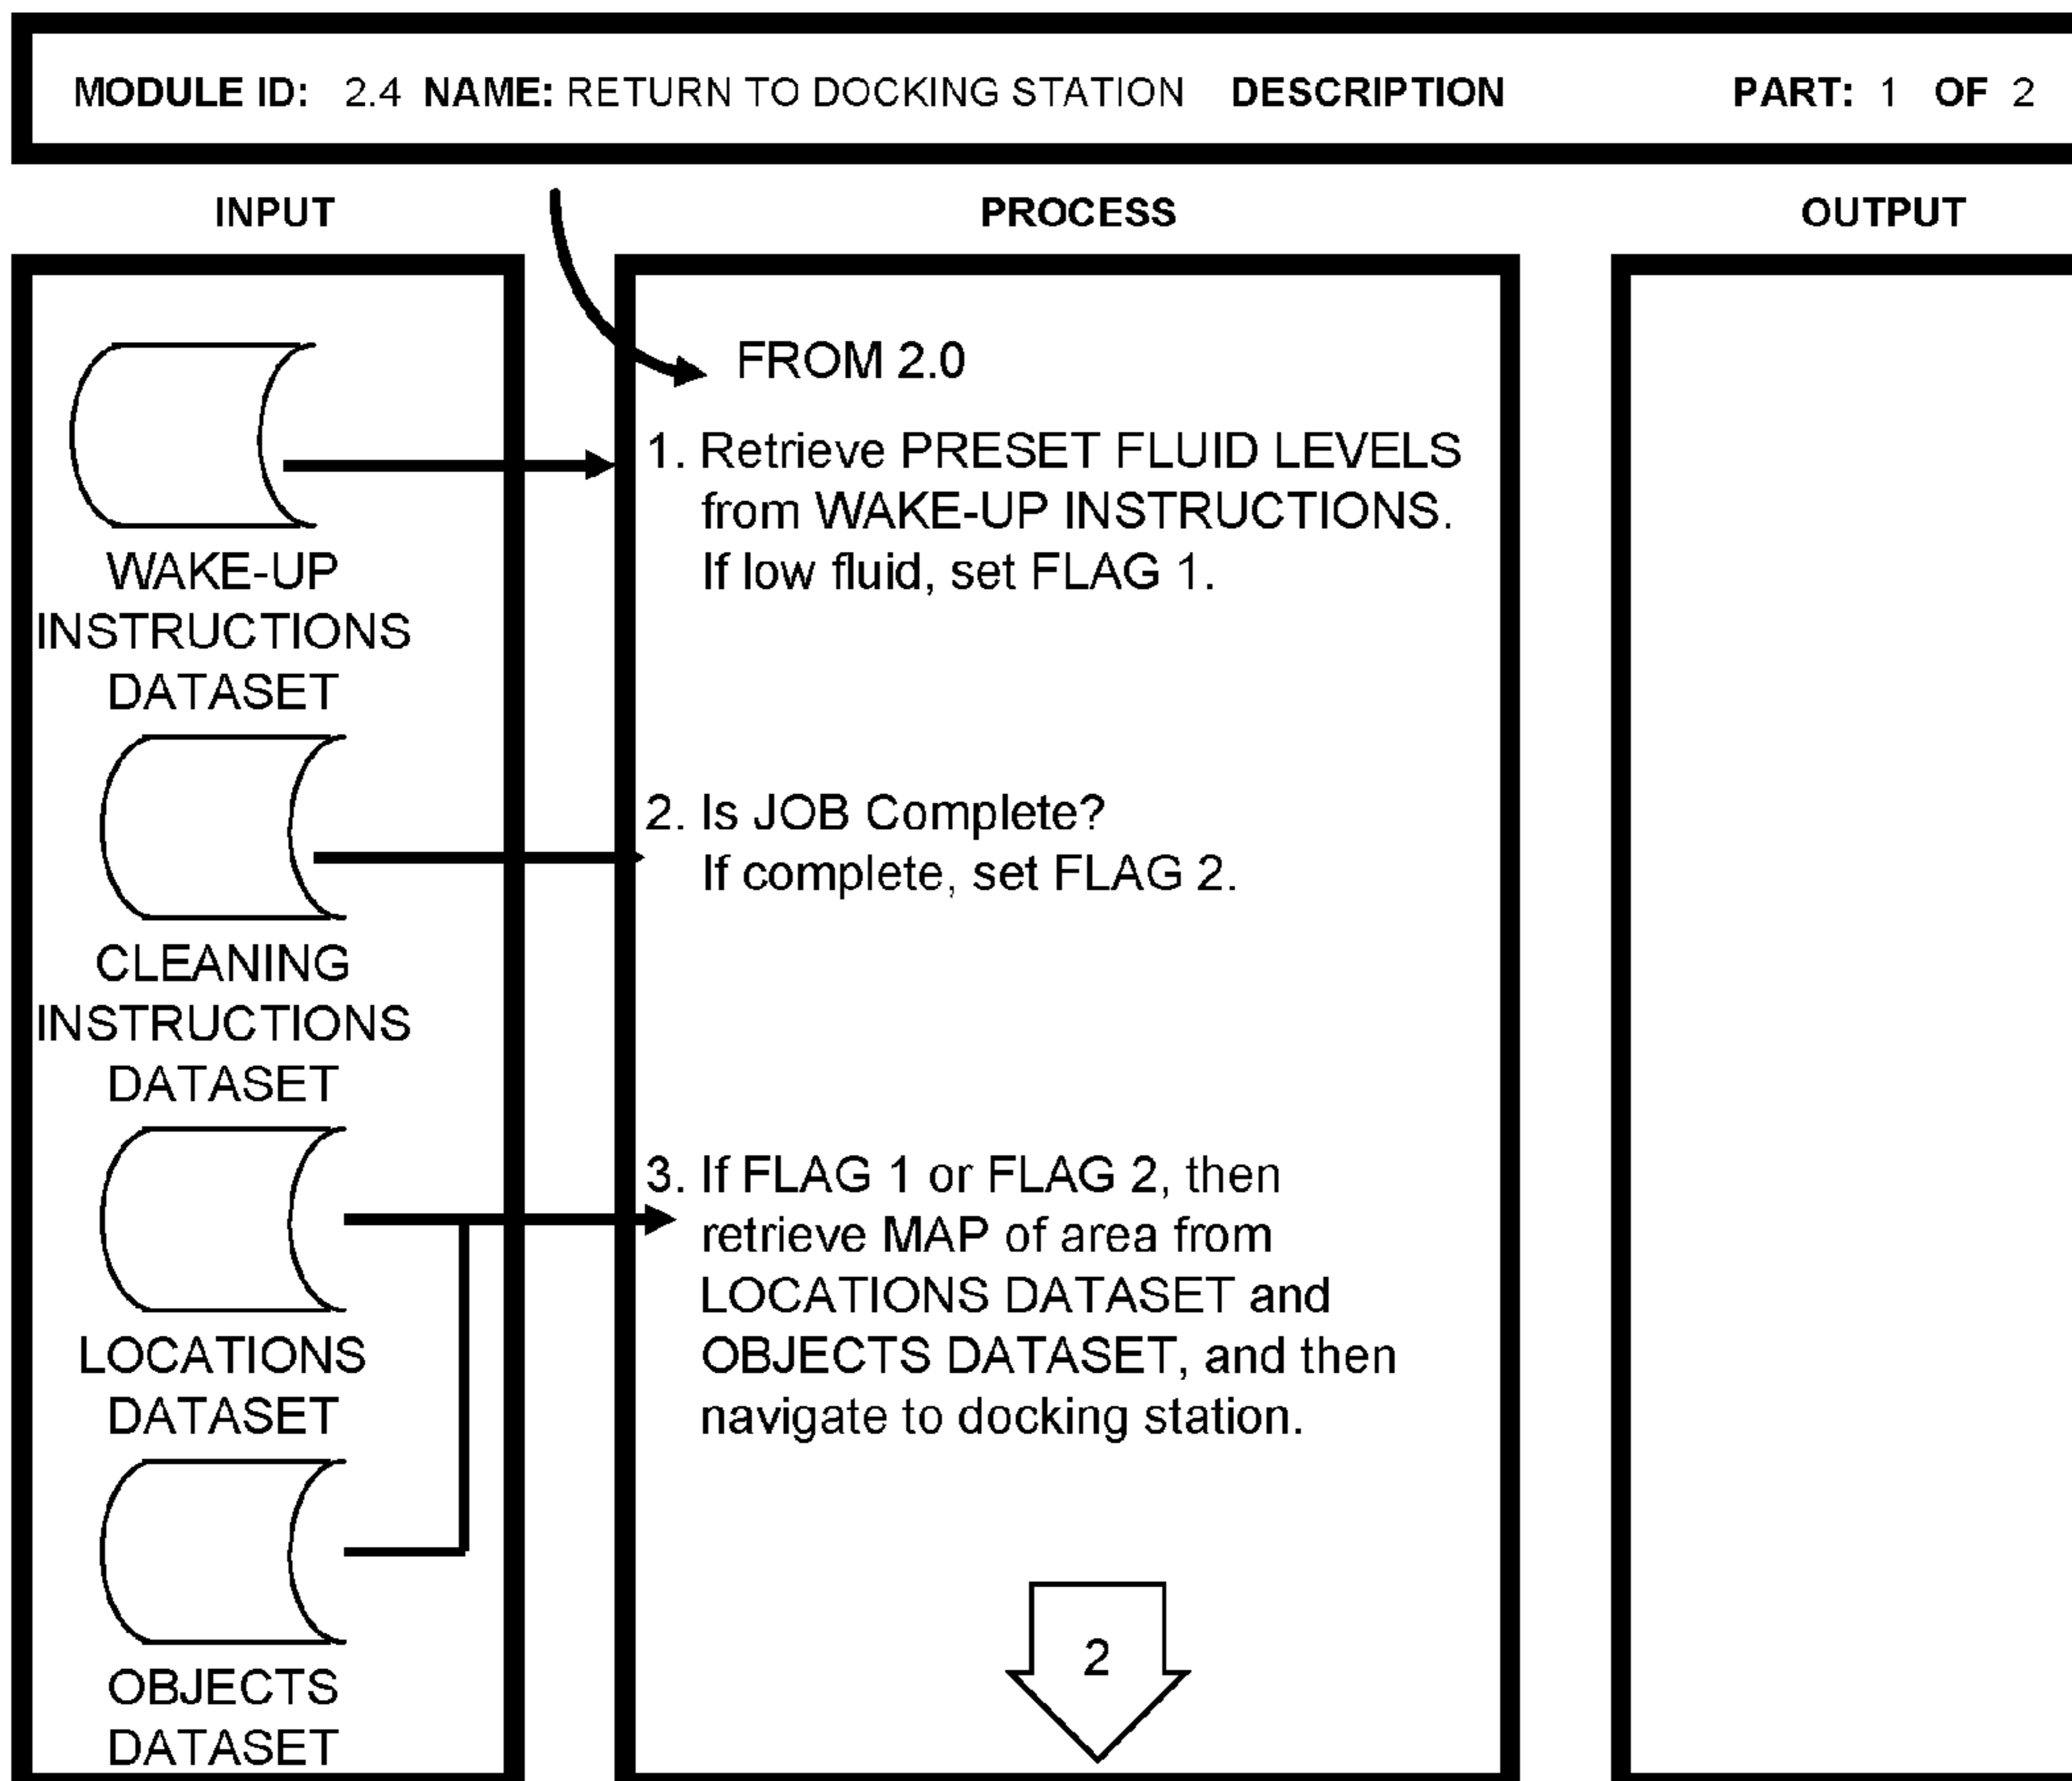 MODULE ID: 2.4 NAME: RETURN TO DOCKING STATION DESCRIPTION PART: 1 OF 2
INPUT
PROCESS
OUTPUT
WAKE-UP
INSTRUCTIONS
DATASET
CLEANING
INSTRUCTIONS
DATASET
LOCATIONS
DATASET
OBJECTS
DATASET
FROM 2.0
1. Retrieve PRESET FLUID LEVELS
from WAKE-UP INSTRUCTIONS.
If low fluid, set FLAG 1.
2. Is JOB Complete?
If complete, set FLAG 2.
3. If FLAG 1 or FLAG 2, then
retrieve MAP of area from
LOCATIONS DATASET and
OBJECTS DATASET, and then
navigate to docking station.
2